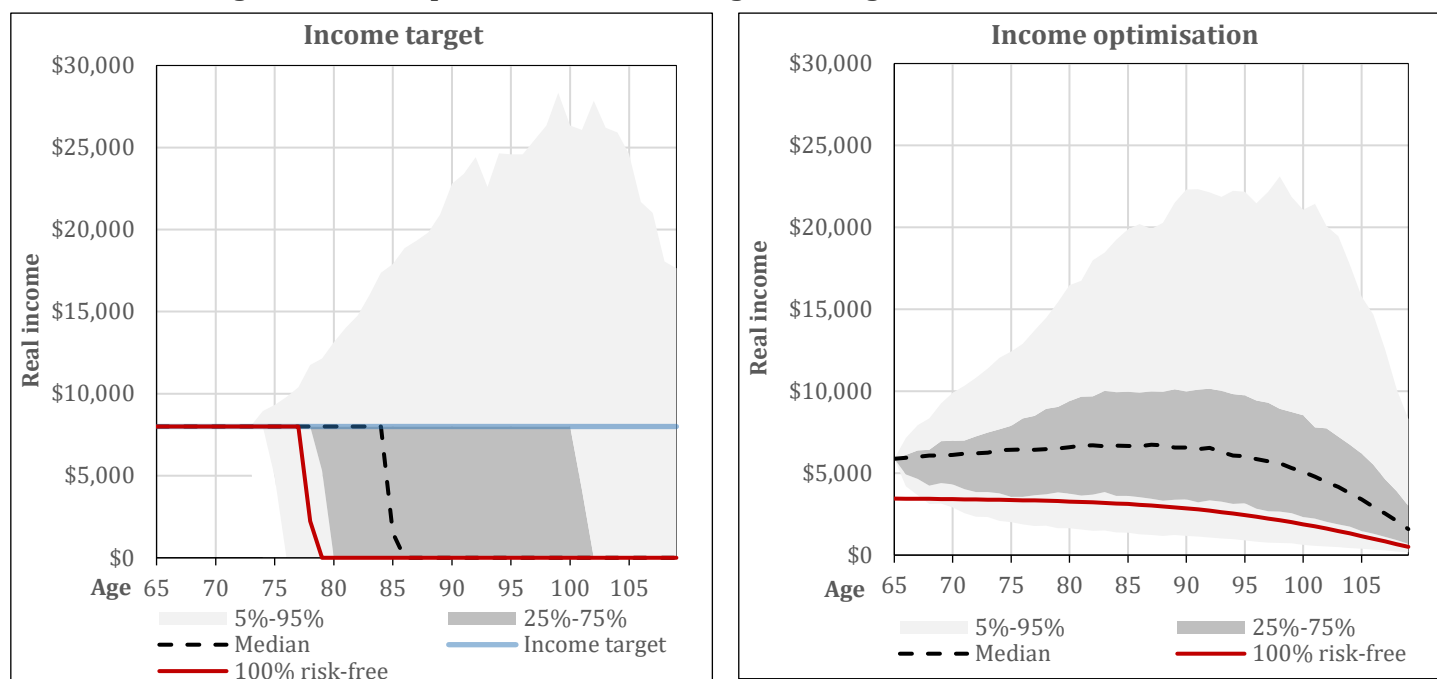 Income target
$30,000
$25,000
$20,000
$15,000
$10,000
$5,000
$0
Real income
Age
65 70 75 80 85 90 95 100 105
5%-95% 25%-75%
Median Income target
100% risk-free
Income optimisation
$30,000
$25,000
$20,000
$15,000
$10,000
$5,000
$0
Real income
Age
65 70 75 80 85 90 95 100 105
5%-95% 25%-75%
Median 100% risk-free